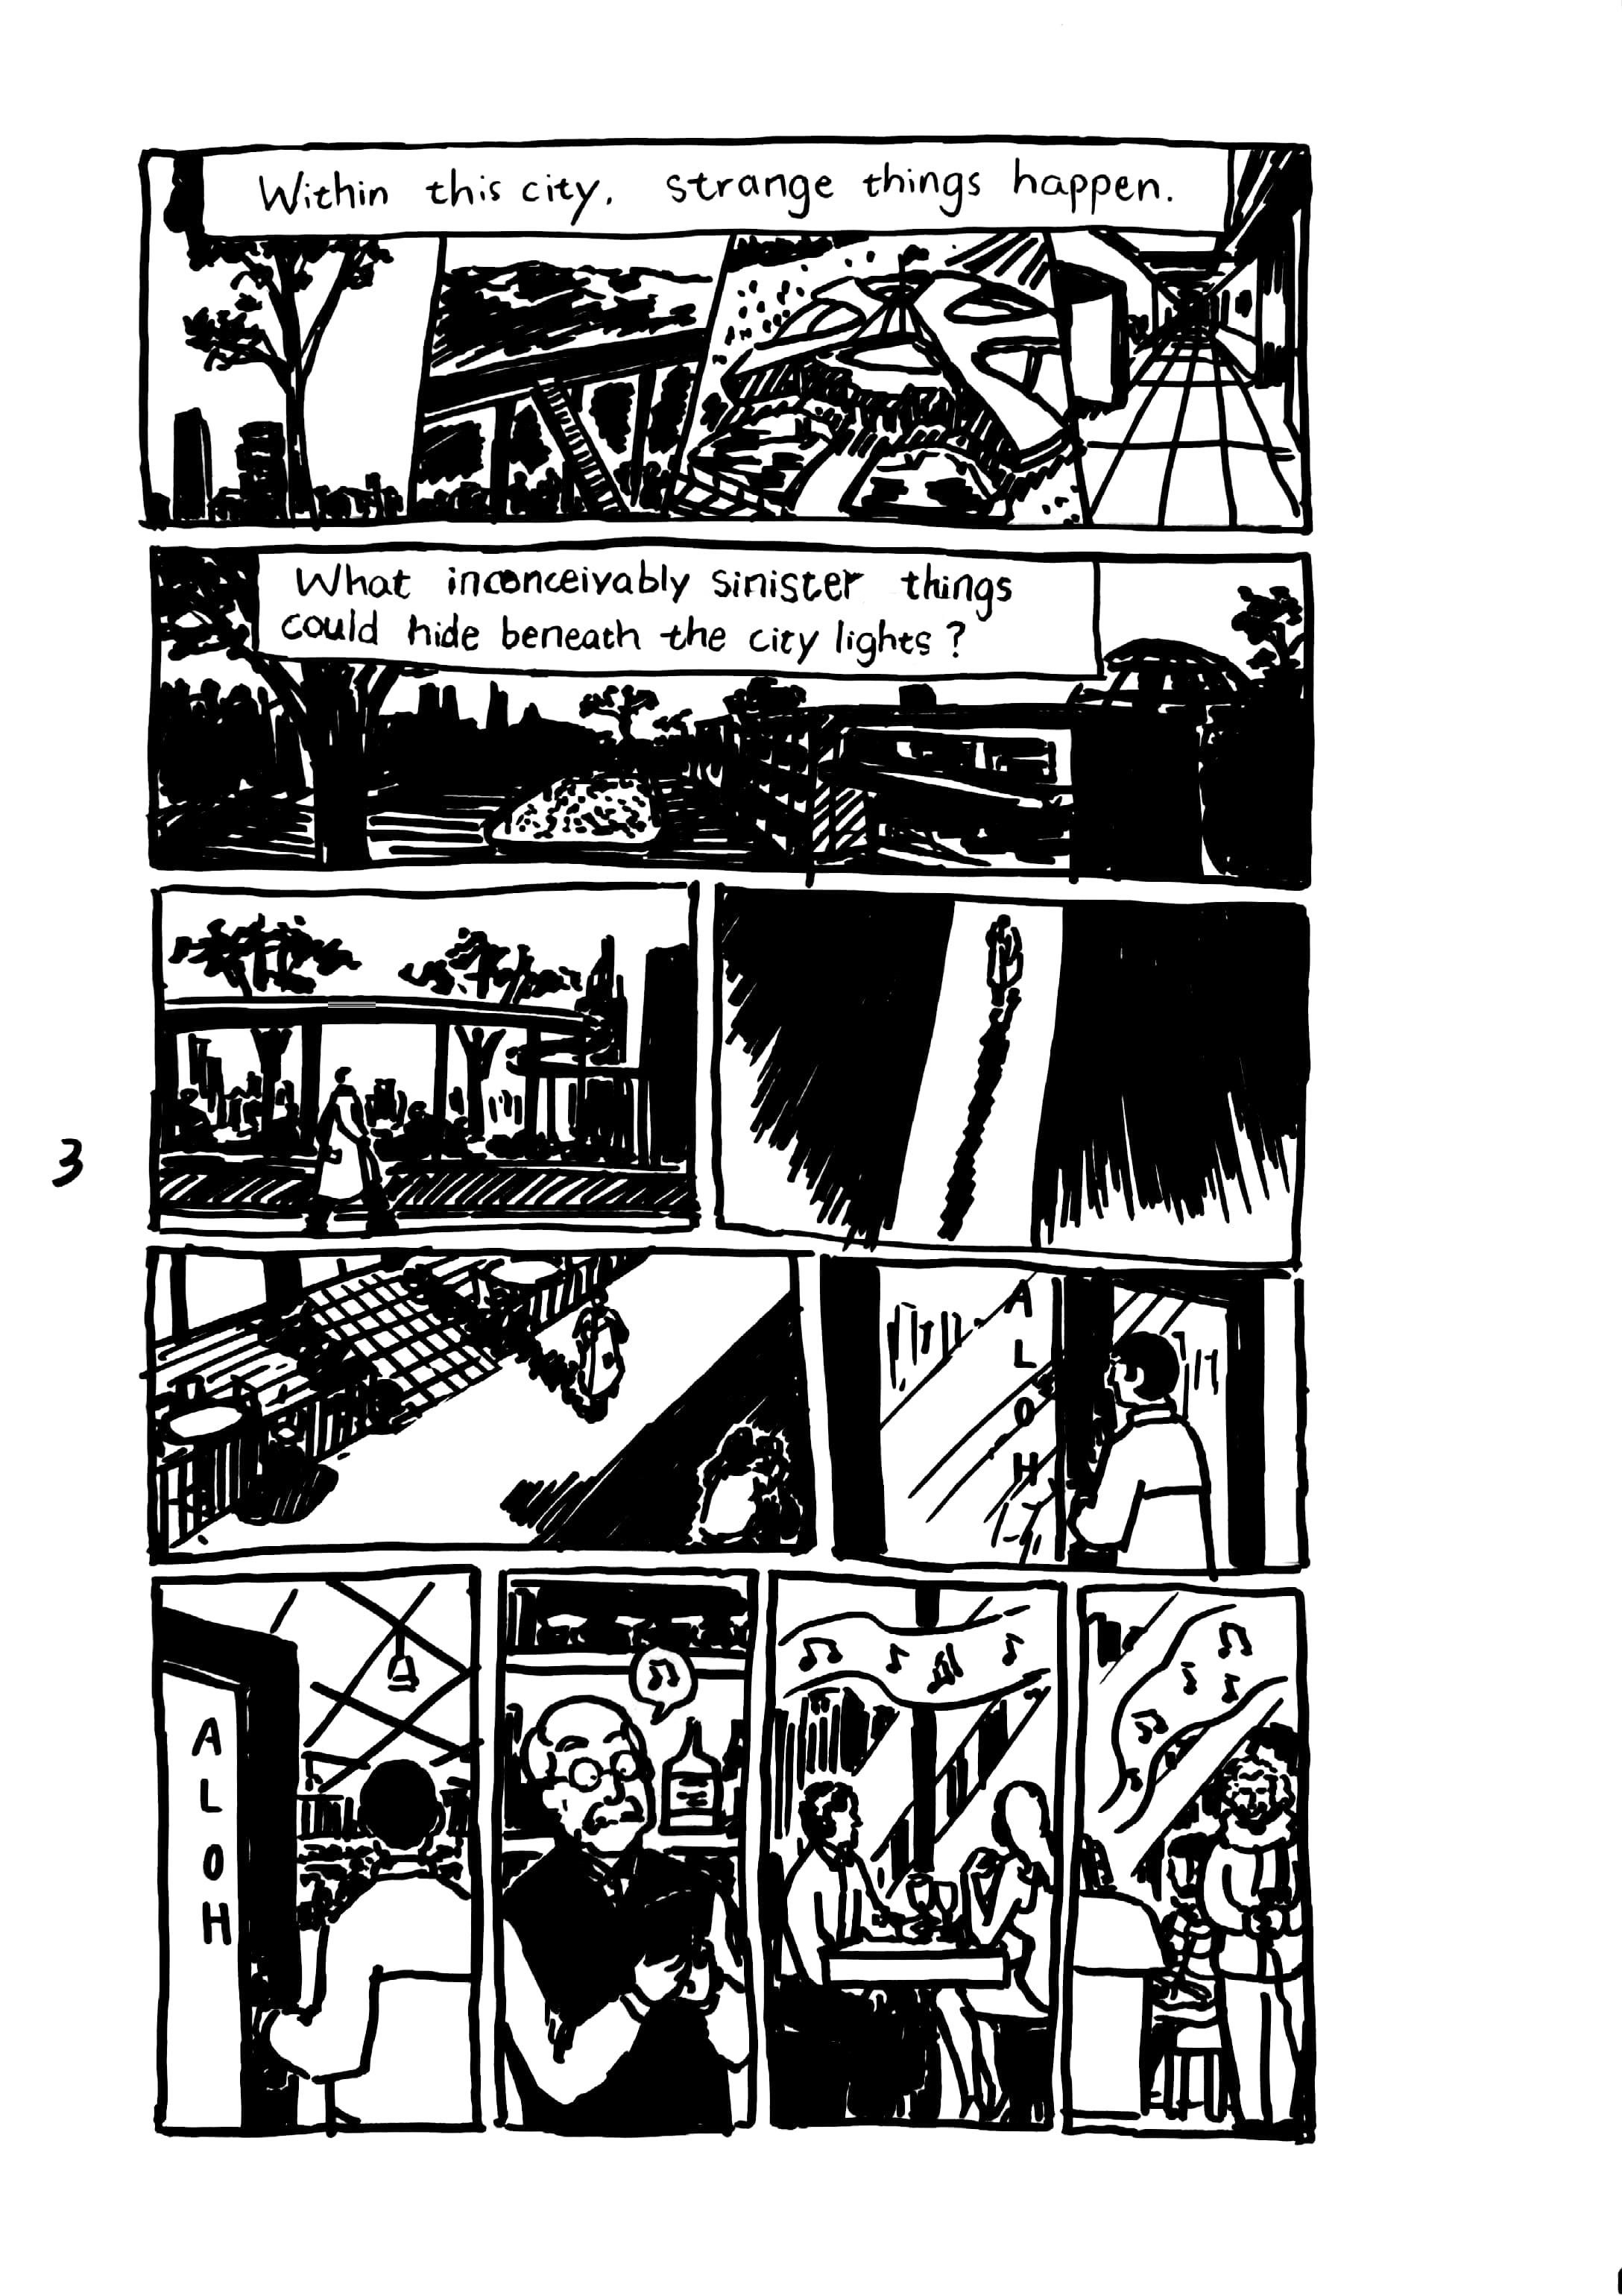 Within this city, strange things happen.
What inconceivably sinister things
could hide beneath the city lights?
3
A
L
O
H
A
L
O
H